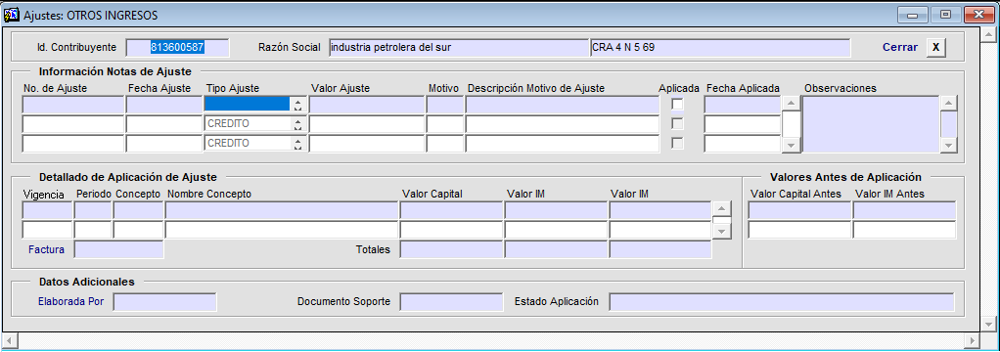 Ajustes: OTROS INGRESOS
Id. Contribuyente 813600587 Razón Social industria petrolera del sur CRA 4 N 5 69 Cerrar X
Información Notas de Ajuste
No. de Ajuste Fecha Ajuste Tipo Ajuste Valor Ajuste Motivo Descripción Motivo de Ajuste Aplicada Fecha Aplicada Observaciones
CREDITO
CREDITO
Detallado de Aplicación de Ajuste Valores Antes de Aplicación
Vigencia Periodo Concepto Nombre Concepto Valor Capital Valor IM Valor IM Valor Capital Antes Valor IM Antes
Factura Totales
Datos Adicionales
Elaborada Por Documento Soporte Estado Aplicación